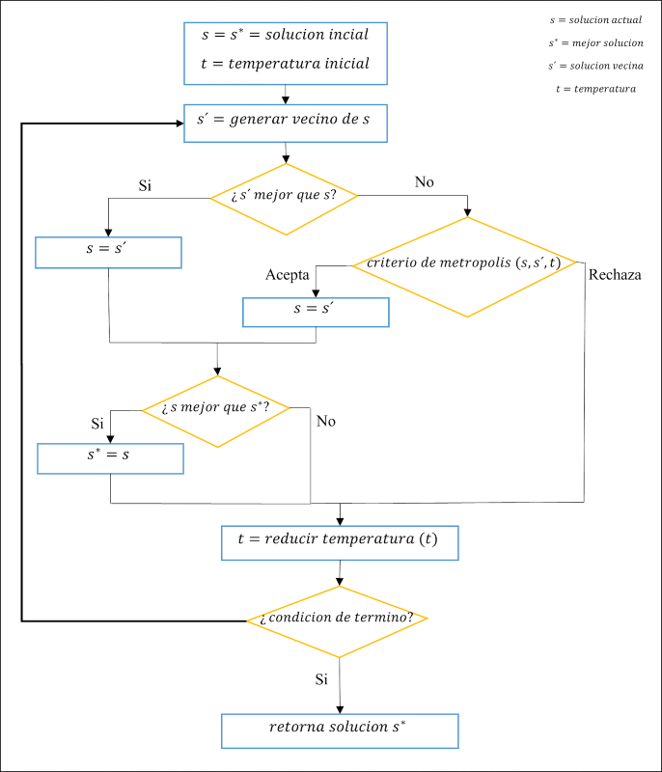 s = s* = solucion incial
t = temperatura inicial
s = solucion actual
s* = mejor solucion
s´ = solucion vecina
t = temperatura
s´ = generar vecino de s
¿s´ mejor que s?
Si
No
s = s´
criterio de metropolis (s, s´, t)
Acepta
Rechaza
s = s´
¿s mejor que s*?
Si
No
s* = s
t = reducir temperatura (t)
¿condicion de termino?
Si
retorna solucion s*